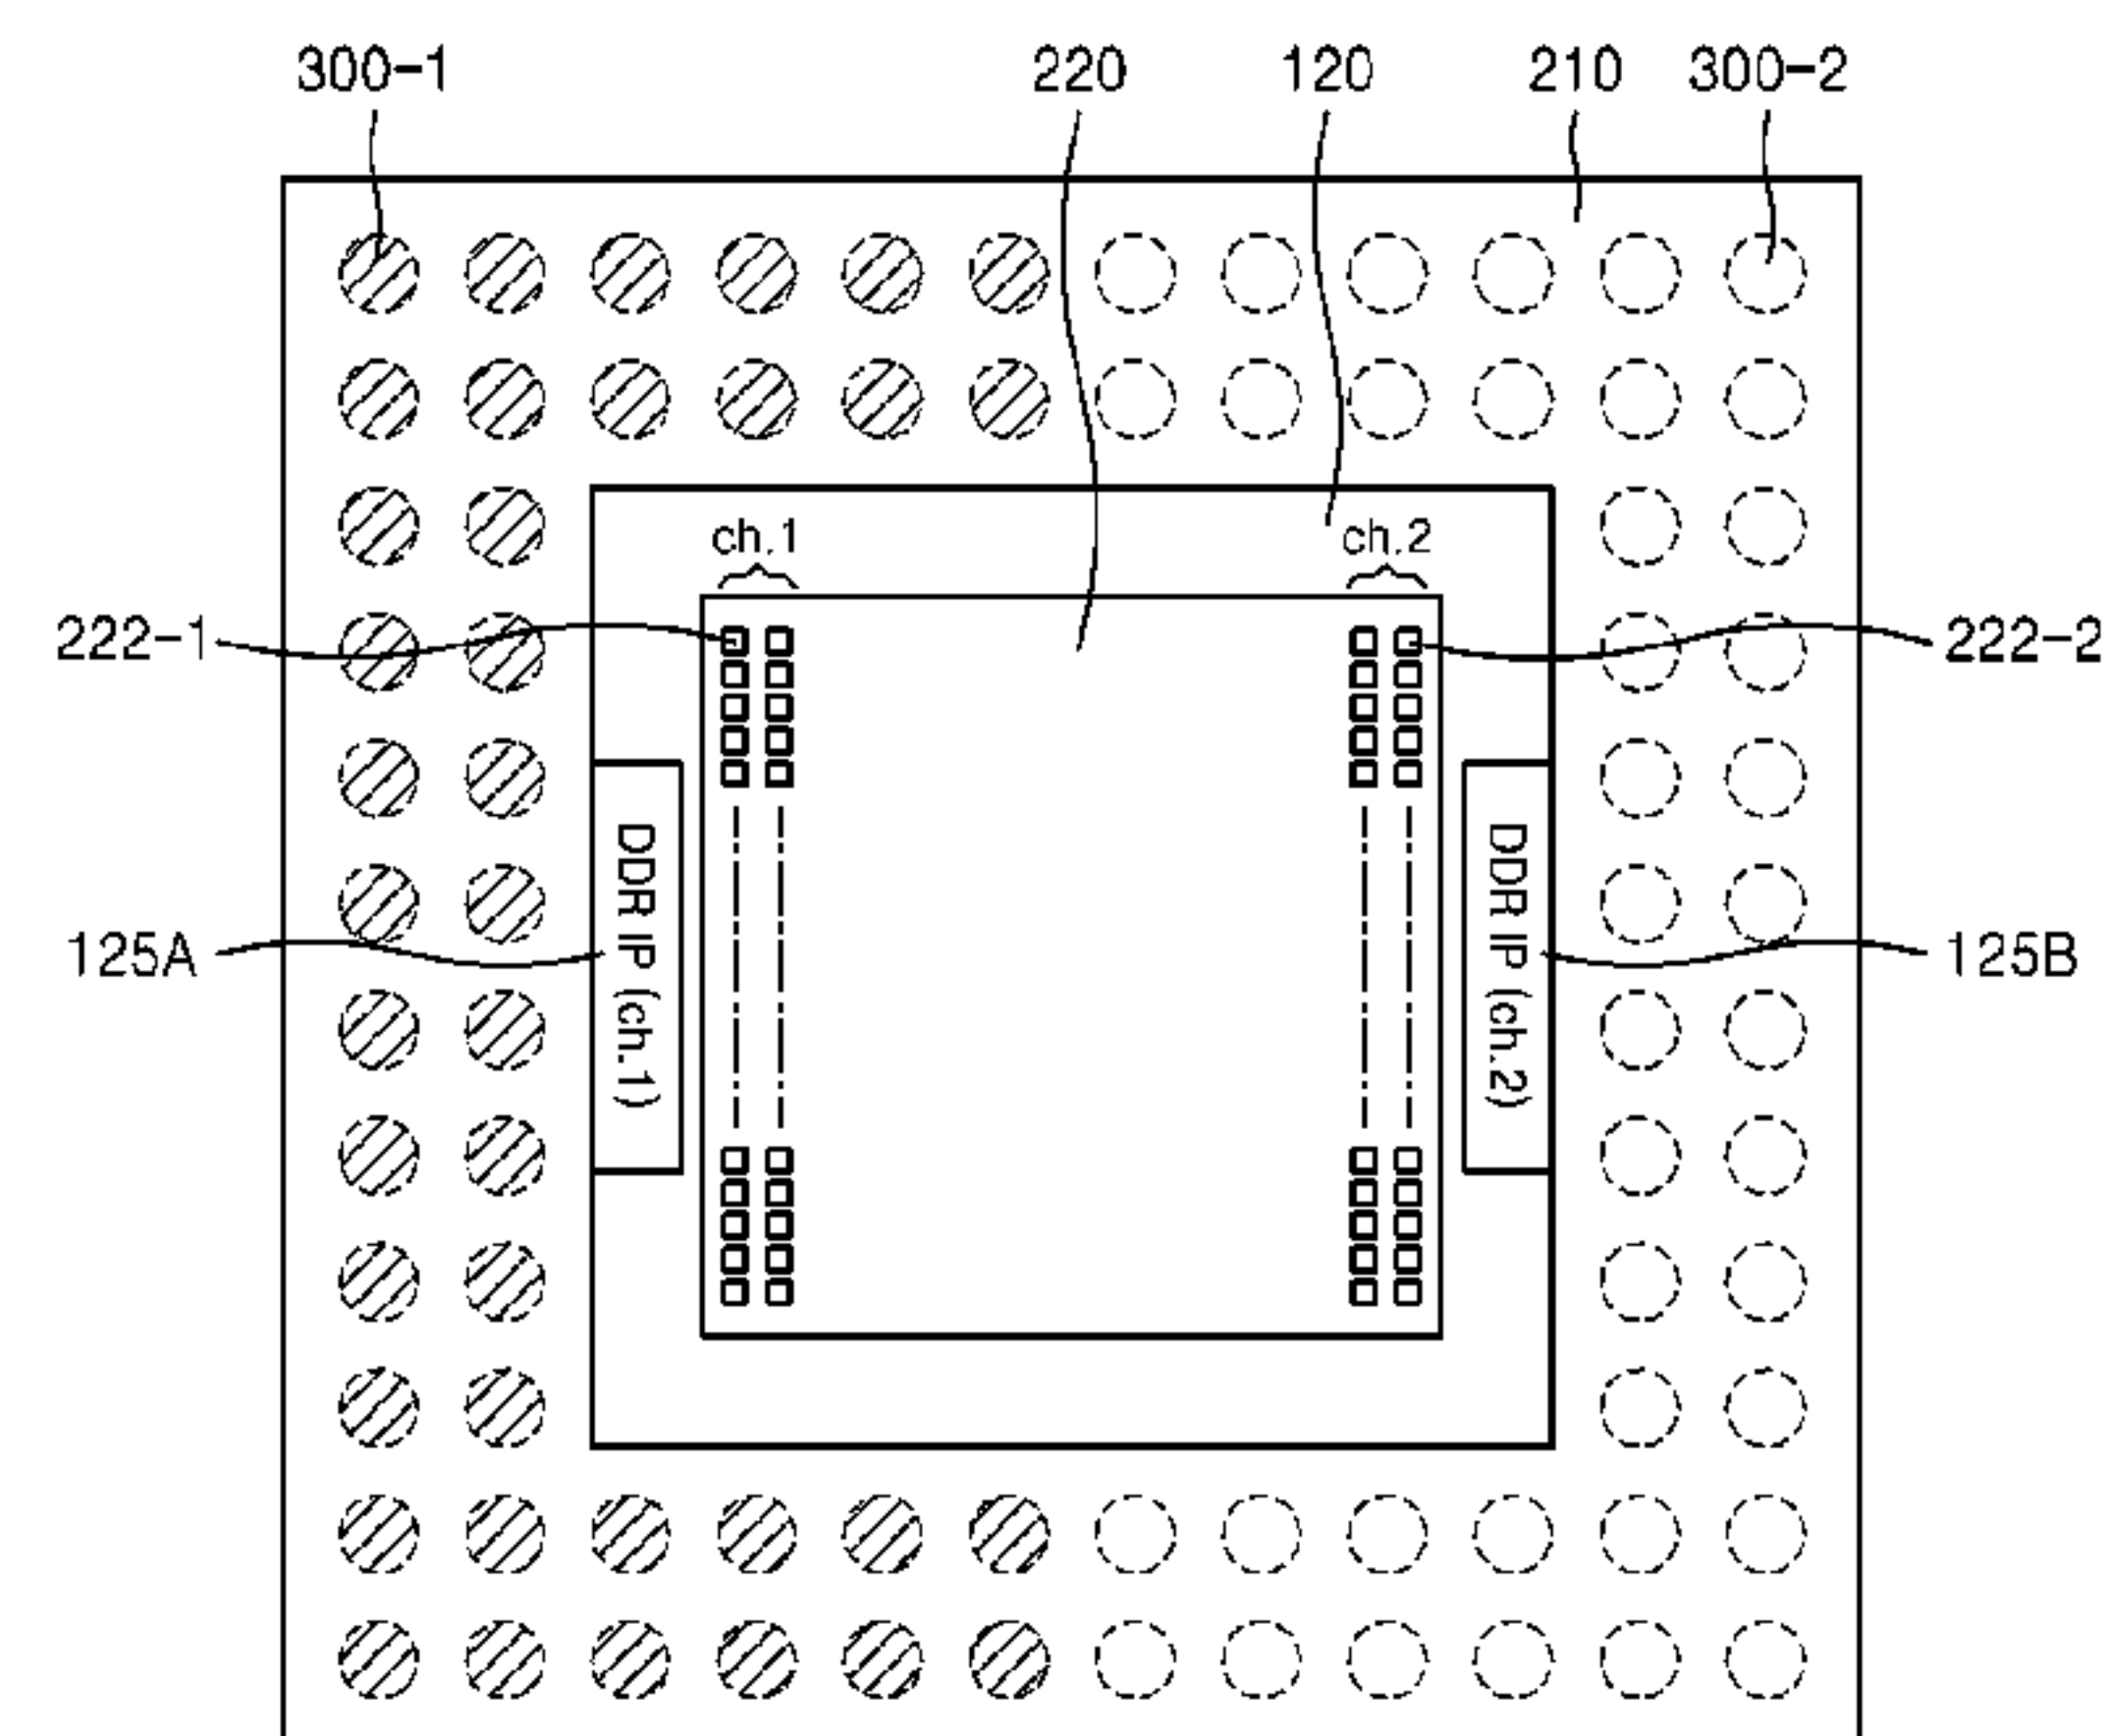 300-1 220 120 210 300-2
ch.1 ch.2
222-1 222-2
DDR IP (ch.1)
DDR IP (ch.2)
125A 125B